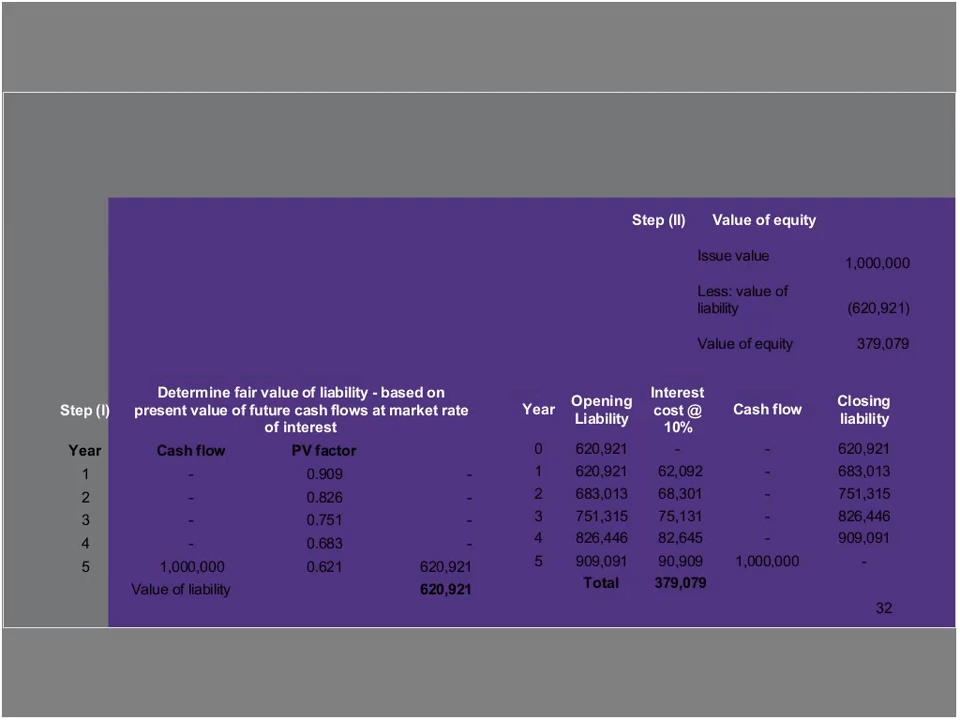 Step (II) Value of equity
Issue value 1,000,000
Less: value of
liability (620,921)
Value of equity 379,079
Step (I) Determine fair value of liability - based on
present value of future cash flows at market rate
of interest
Year Cash flow PV factor
1 - 0.909 -
2 - 0.826 -
3 - 0.751 -
4 - 0.683 -
5 1,000,000 0.621 620,921
Value of liability 620,921
Year Opening Liability Interest cost @ 10% Cash flow Closing liability
0 620,921 - - 620,921
1 620,921 62,092 - 683,013
2 683,013 68,301 - 751,315
3 751,315 75,131 - 826,446
4 826,446 82,645 - 909,091
5 909,091 90,909 1,000,000 -
Total 379,079
32